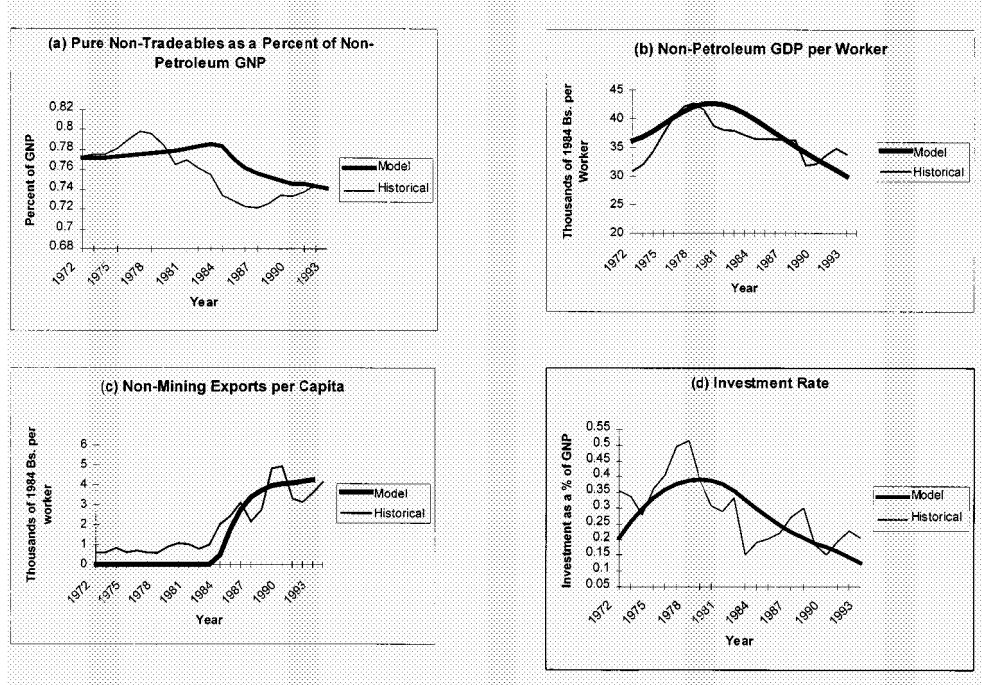 (a) Pure Non-Tradeables as a Percent of Non-
Petroleum GNP
Percent of GNP
0.82
0.8
0.78
0.76
0.74
0.72
0.7
0.68
1972
1975
1978
1981
1984
1987
1990
1993
Year
Model
Historical
(b) Non-Petroleum GDP per Worker
Thousands of 1984 Bs. per
Worker
45
40
35
30
25
20
1972
1975
1978
1981
1984
1987
1990
1993
Year
Model
Historical
(c) Non-Mining Exports per Capita
Thousands of 1984 Bs. per
worker
6
5
4
3
2
1
0
1972
1975
1978
1981
1984
1987
1990
1993
Year
Model
Historical
(d) Investment Rate
Investment as a % of GNP
0.55
0.5
0.45
0.4
0.35
0.3
0.25
0.2
0.15
0.1
0.05
1972
1975
1978
1981
1984
1987
1990
1993
Year
Model
Historical